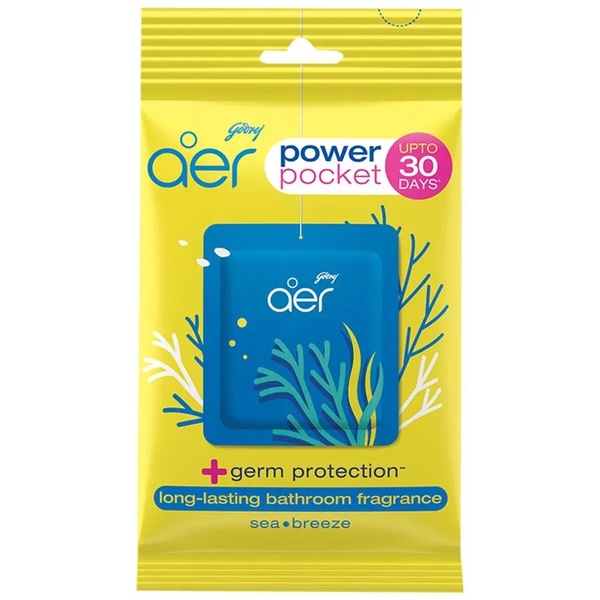 Godrej
aer
power
pocket
UPTO
30
DAYS^
Godrej
aer
+germ protection~
long-lasting bathroom fragrance
sea•breeze